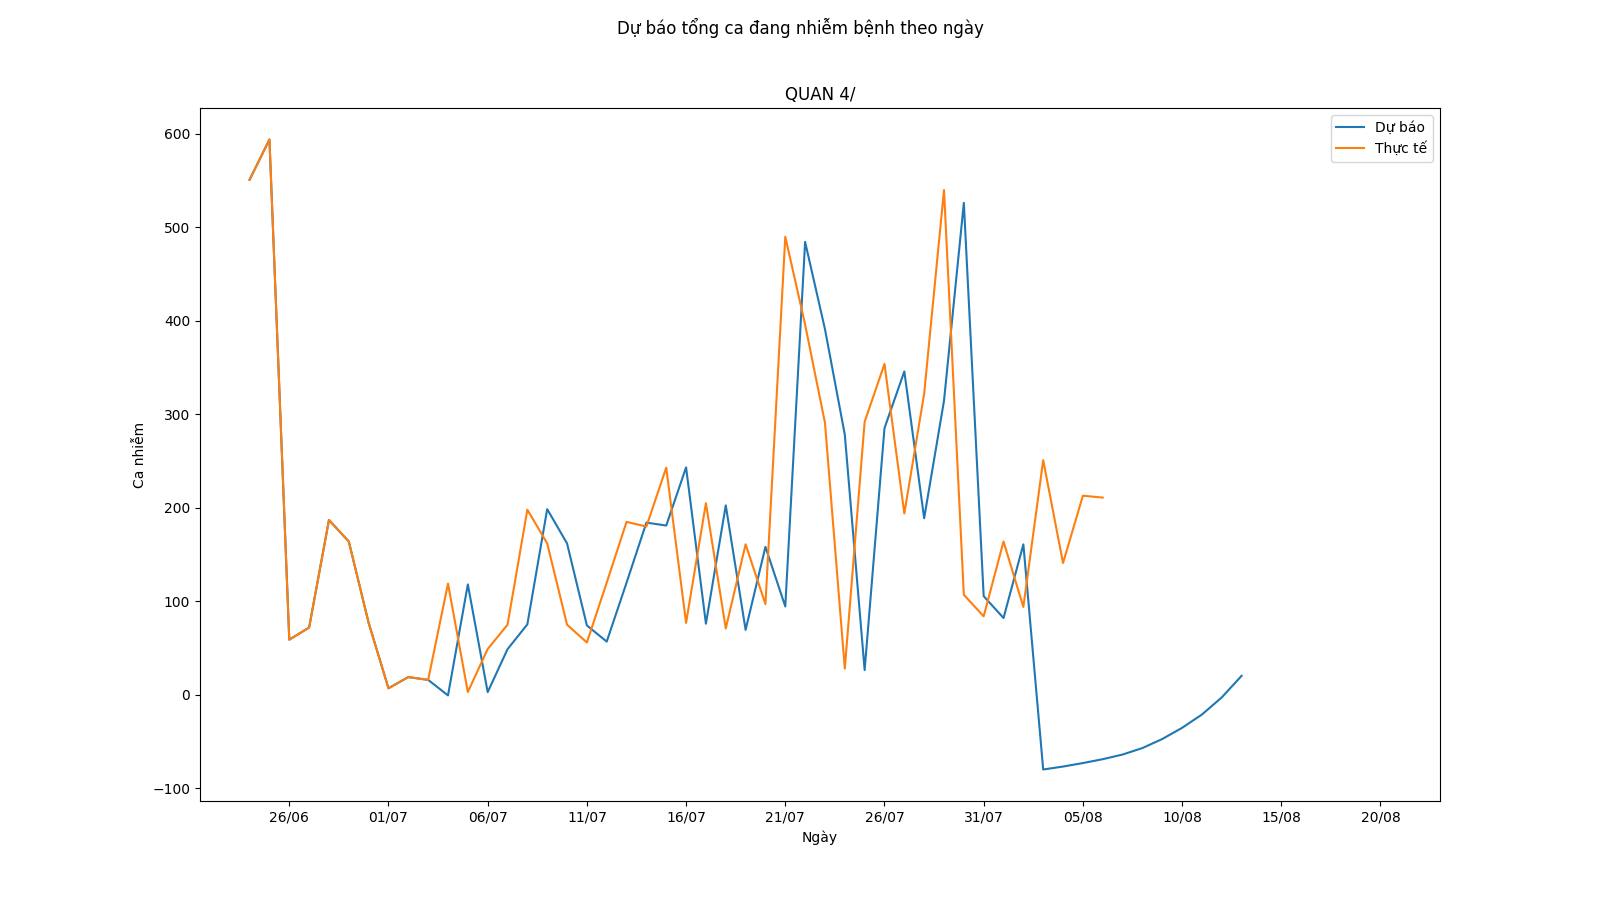 Dự báo tổng ca đang nhiễm bệnh theo ngày
QUAN 4/
Dự báo
Thực tế
600
500
400
300
200
100
0
−100
Ca nhiễm
26/06 01/07 06/07 11/07 16/07 21/07 26/07 31/07 05/08 10/08 15/08 20/08
Ngày